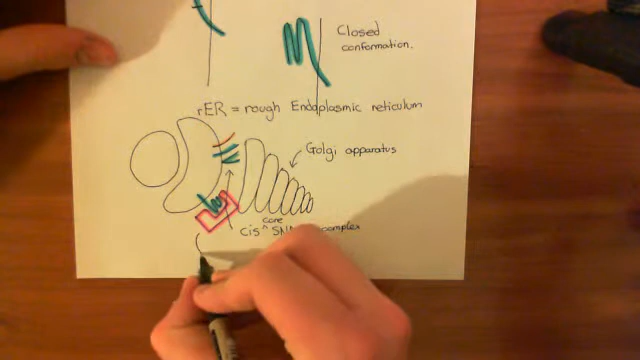 Closed
conformation.
rER = rough Endoplasmic reticulum
Golgi apparatus
core
cis ^ complex